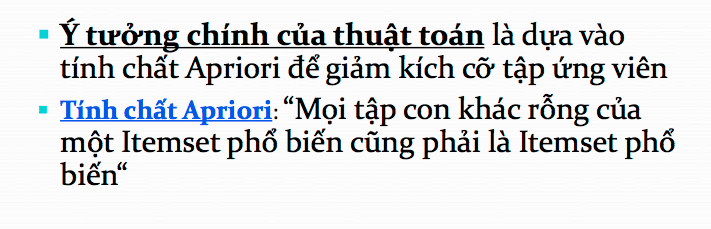 Ý tưởng chính của thuật toán là dựa vào
tính chất Apriori để giảm kích cỡ tập ứng viên
Tính chất Apriori: “Mọi tập con khác rỗng của
một Itemset phổ biến cũng phải là Itemset phổ
biến“